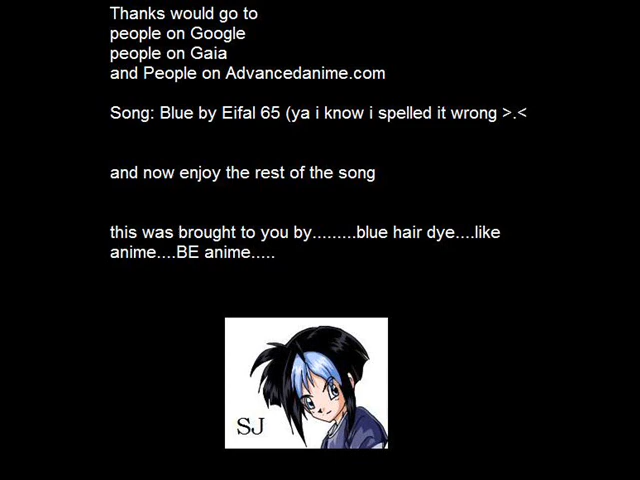 Thanks would go to
people on Google
people on Gaia
and People on Advancedanime.com
Song: Blue by Eifal 65 (ya i know i spelled it wrong >.<
and now enjoy the rest of the song
this was brought to you by.........blue hair dye....like
anime....BE anime.....
SJ